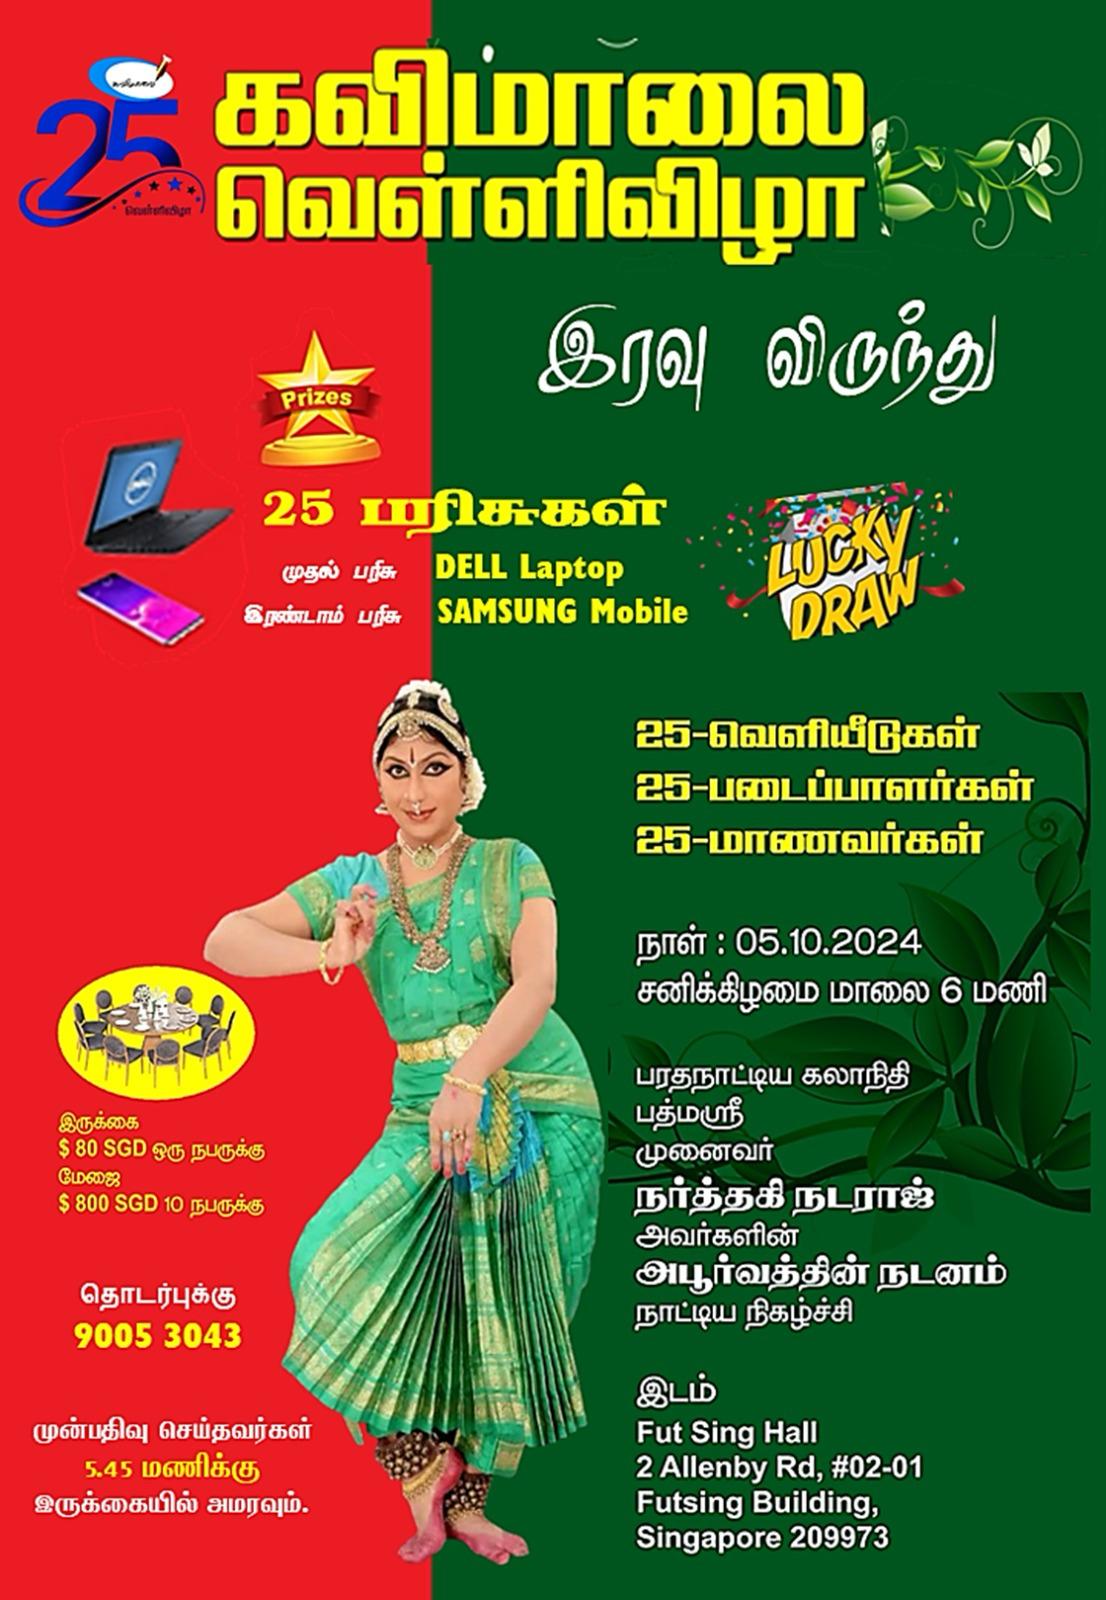 கவிமாலை
25
வெள்ளிவிழா
கவிமாலை
வெள்ளிவிழா
இரவு விருந்து
Prizes
DELL
25 பரிசுகள்
முதல் பரிசு DELL Laptop
இரண்டாம் பரிசு SAMSUNG Mobile
LUCKY
DRAW
25-வெளியீடுகள்
25-படைப்பாளர்கள்
25-மாணவர்கள்
நாள் : 05.10.2024
சனிக்கிழமை மாலை 6 மணி
பரதநாட்டிய கலாநிதி
பத்மஸ்ரீ
முனைவர்
நர்த்தகி நடராஜ்
அவர்களின்
அபூர்வத்தின் நடனம்
நாட்டிய நிகழ்ச்சி
இடம்
Fut Sing Hall
2 Allenby Rd, #02-01
Futsing Building,
Singapore 209973
இருக்கை
$ 80 SGD ஒரு நபருக்கு
மேஜை
$ 800 SGD 10 நபருக்கு
தொடர்புக்கு
9005 3043
முன்பதிவு செய்தவர்கள்
5.45 மணிக்கு
இருக்கையில் அமரவும்.